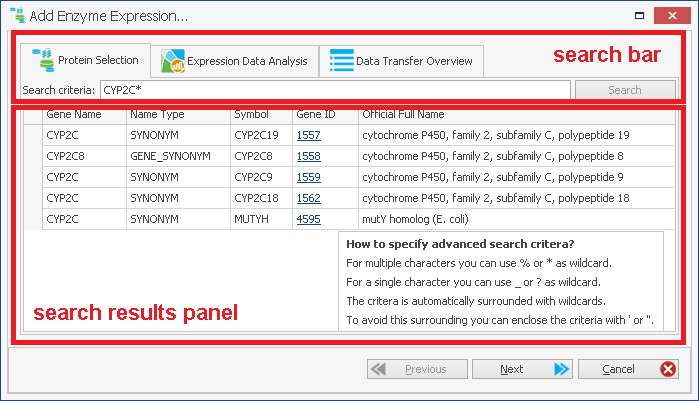 Add Enzyme Expression...
Protein Selection Expression Data Analysis Data Transfer Overview search bar
Search criteria: CYP2C* Search
Gene Name Name Type Symbol Gene ID Official Full Name
CYP2C SYNONYM CYP2C19 1557 cytochrome P450, family 2, subfamily C, polypeptide 19
CYP2C8 GENE_SYNONYM CYP2C8 1558 cytochrome P450, family 2, subfamily C, polypeptide 8
CYP2C SYNONYM CYP2C9 1559 cytochrome P450, family 2, subfamily C, polypeptide 9
CYP2C SYNONYM CYP2C18 1562 cytochrome P450, family 2, subfamily C, polypeptide 18
CYP2C SYNONYM MUTYH 4595 mutY homolog (E. coli)
How to specify advanced search critera?
For multiple characters you can use % or * as wildcard.
For a single character you can use _ or ? as wildcard.
The critera is automatically surrounded with wildcards.
To avoid this surrounding you can enclose the criteria with ' or ".
search results panel
Previous Next Cancel